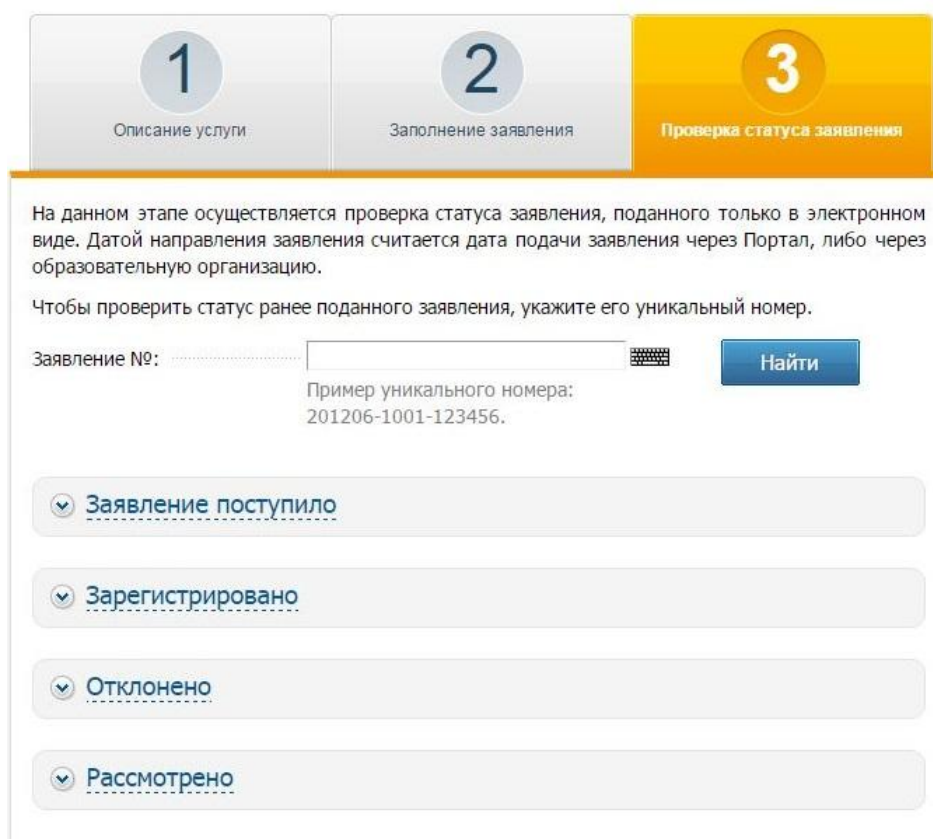 1
Описание услуги
2
Заполнение заявления
3
Проверка статуса заявления
На данном этапе осуществляется проверка статуса заявления, поданного только в электронном
виде. Датой направления заявления считается дата подачи заявления через Портал, либо через
образовательную организацию.
Чтобы проверить статус ранее поданного заявления, укажите его уникальный номер.
Заявление №:
Найти
Пример уникального номера:
201206-1001-123456.
Заявление поступило
Зарегистрировано
Отклонено
Рассмотрено